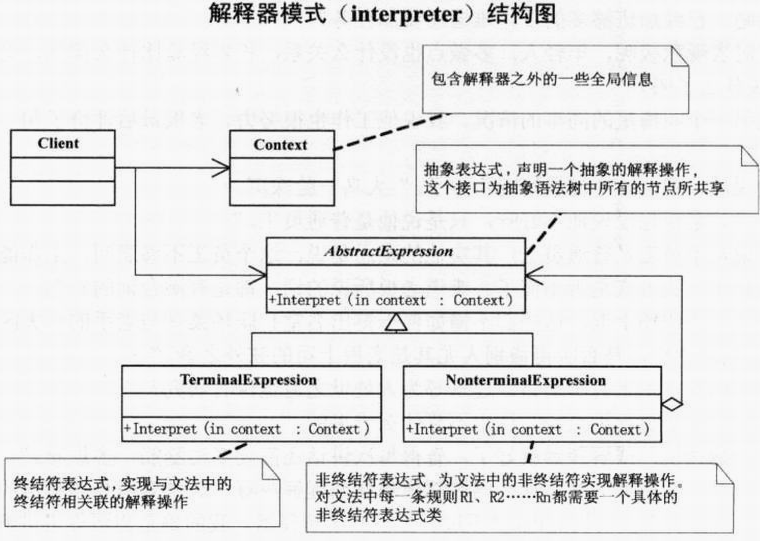 解释器模式（interpreter）结构图
包含解释器之外的一些全局信息
Client
Context
抽象表达式，声明一个抽象的解释操作，
这个接口为抽象语法树中所有的节点所共享
AbstractExpression
+Interpret(in context : Context)
TerminalExpression
+Interpret(in context : Context)
NonterminalExpression
+Interpret(in context : Context)
终结符表达式，实现与文法中的
终结符相关联的解释操作
非终结符表达式，为文法中的非终结符实现解释操作。
对文法中每一条规则R1、R2……Rn都需要一个具体的
非终结符表达式类